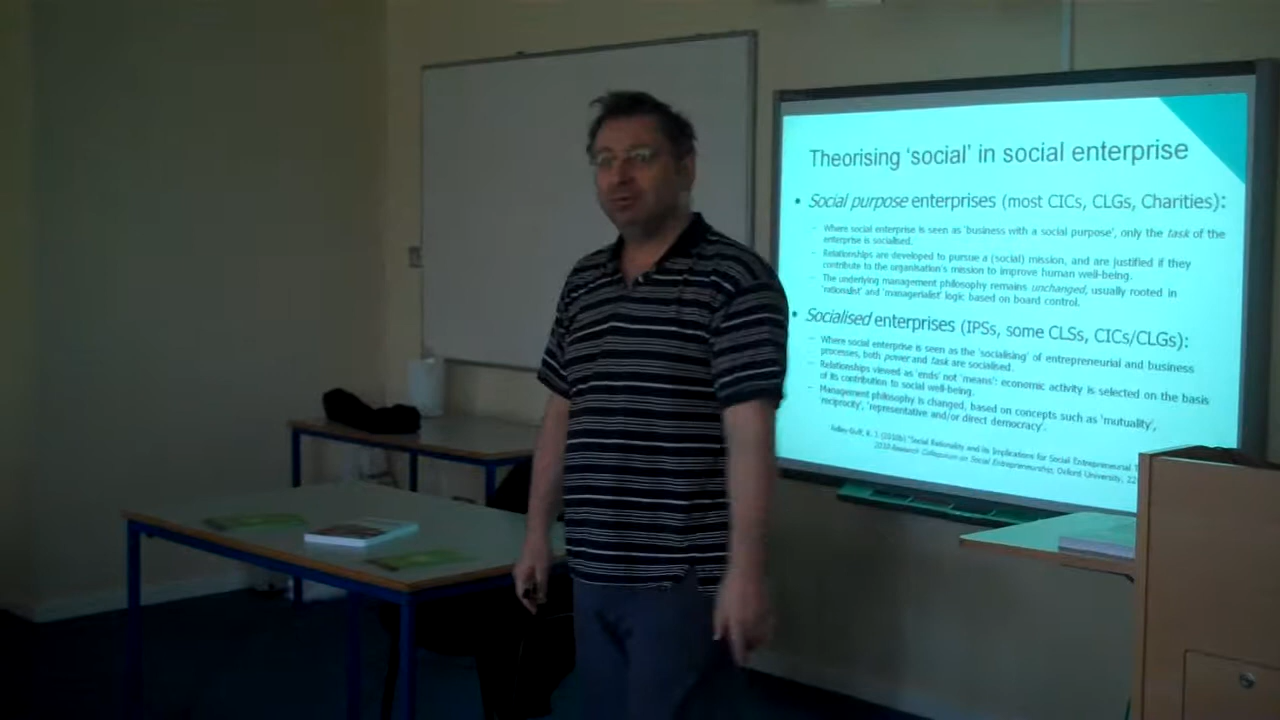 Theorising 'social' in social enterprise
• Social purpose enterprises (most CICs, CLGs, Charities):
– Where social enterprise is seen as 'business with a social purpose', only the task of the
enterprise is socialised.
– Relationships are developed to pursue a (social) mission, and are justified if they
contribute to the organisation's mission to improve human well-being.
– The underlying management philosophy remains unchanged, usually rooted in
'rationalist' and 'managerialist' logic based on board control.
• Socialised enterprises (IPSs, some CLSs, CICs/CLGs):
– Where social enterprise is seen as the 'socialising' of entrepreneurial and business
processes, both power and task are socialised.
– Relationships viewed as 'ends' not 'means': economic activity is selected on the basis
of its contribution to social well-being.
– Management philosophy is changed, based on concepts such as 'mutuality',
'reciprocity', 'representative and/or direct democracy'.
Ridley-Duff, R. J. (2010b) "Social Rationality and its Implications for Social Entrepreneurial T
2010 Research Colloquium on Social Entrepreneurship, Oxford University, 22